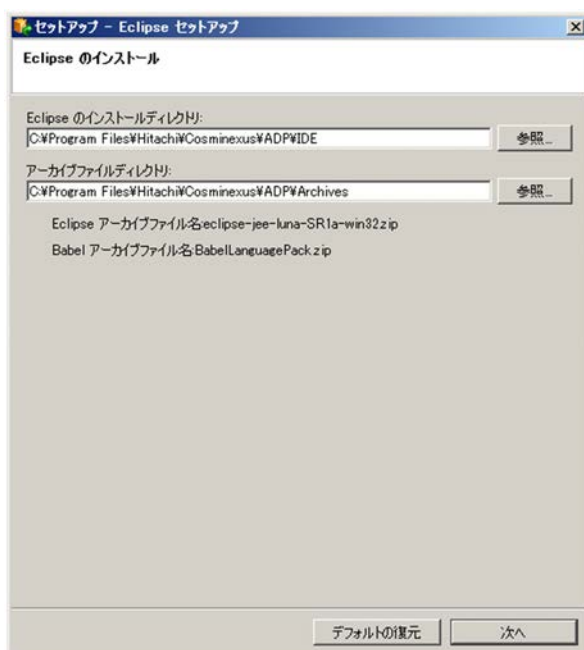 セットアップ - Eclipse セットアップ
Eclipse のインストール
Eclipse のインストールディレクトリ:
C:¥Program Files¥Hitachi¥Cosminexus¥ADP¥IDE
参照...
アーカイブファイルディレクトリ:
C:¥Program Files¥Hitachi¥Cosminexus¥ADP¥Archives
参照...
Eclipse アーカイブファイル名:eclipse-jee-luna-SR1a-win32.zip
Babel アーカイブファイル名:BabelLanguagePack.zip
デフォルトの復元
次へ